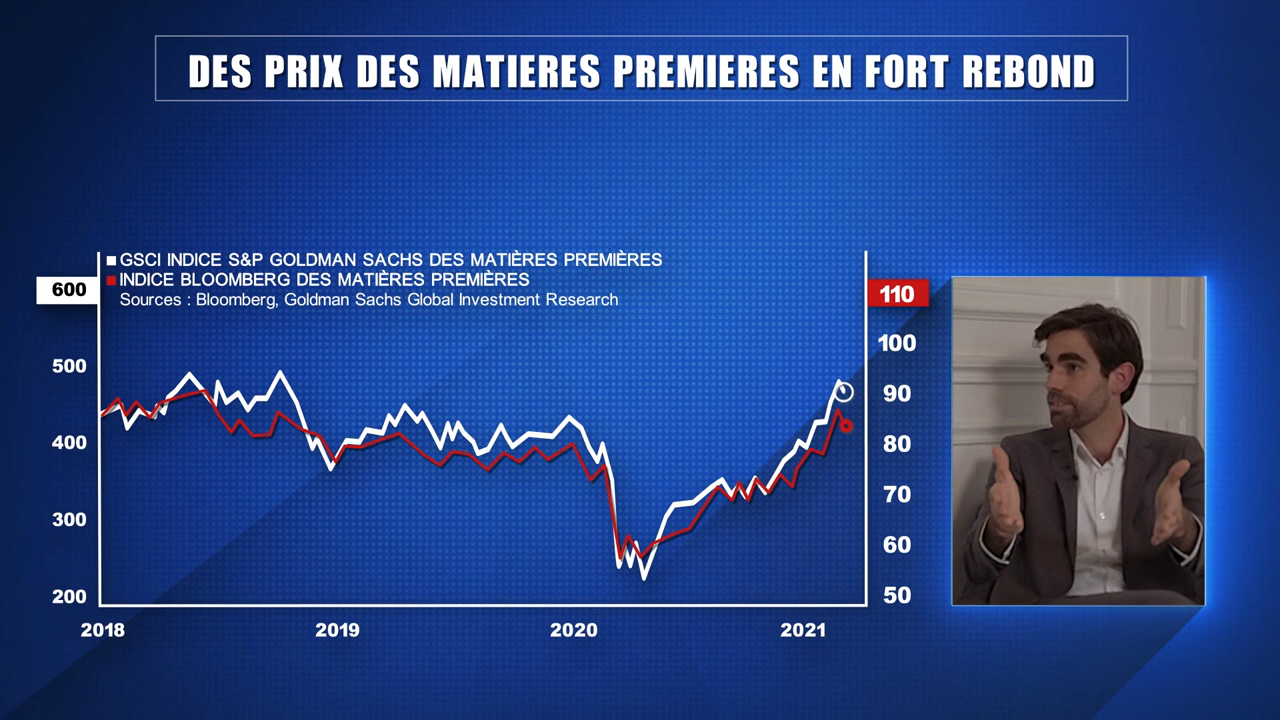 DES PRIX DES MATIERES PREMIERES EN FORT REBOND
GSCI INDICE S&P GOLDMAN SACHS DES MATIÈRES PREMIÈRES
INDICE BLOOMBERG DES MATIÈRES PREMIÈRES
Sources : Bloomberg, Goldman Sachs Global Investment Research
600
500
400
300
200
110
100
90
80
70
60
50
2018 2019 2020 2021